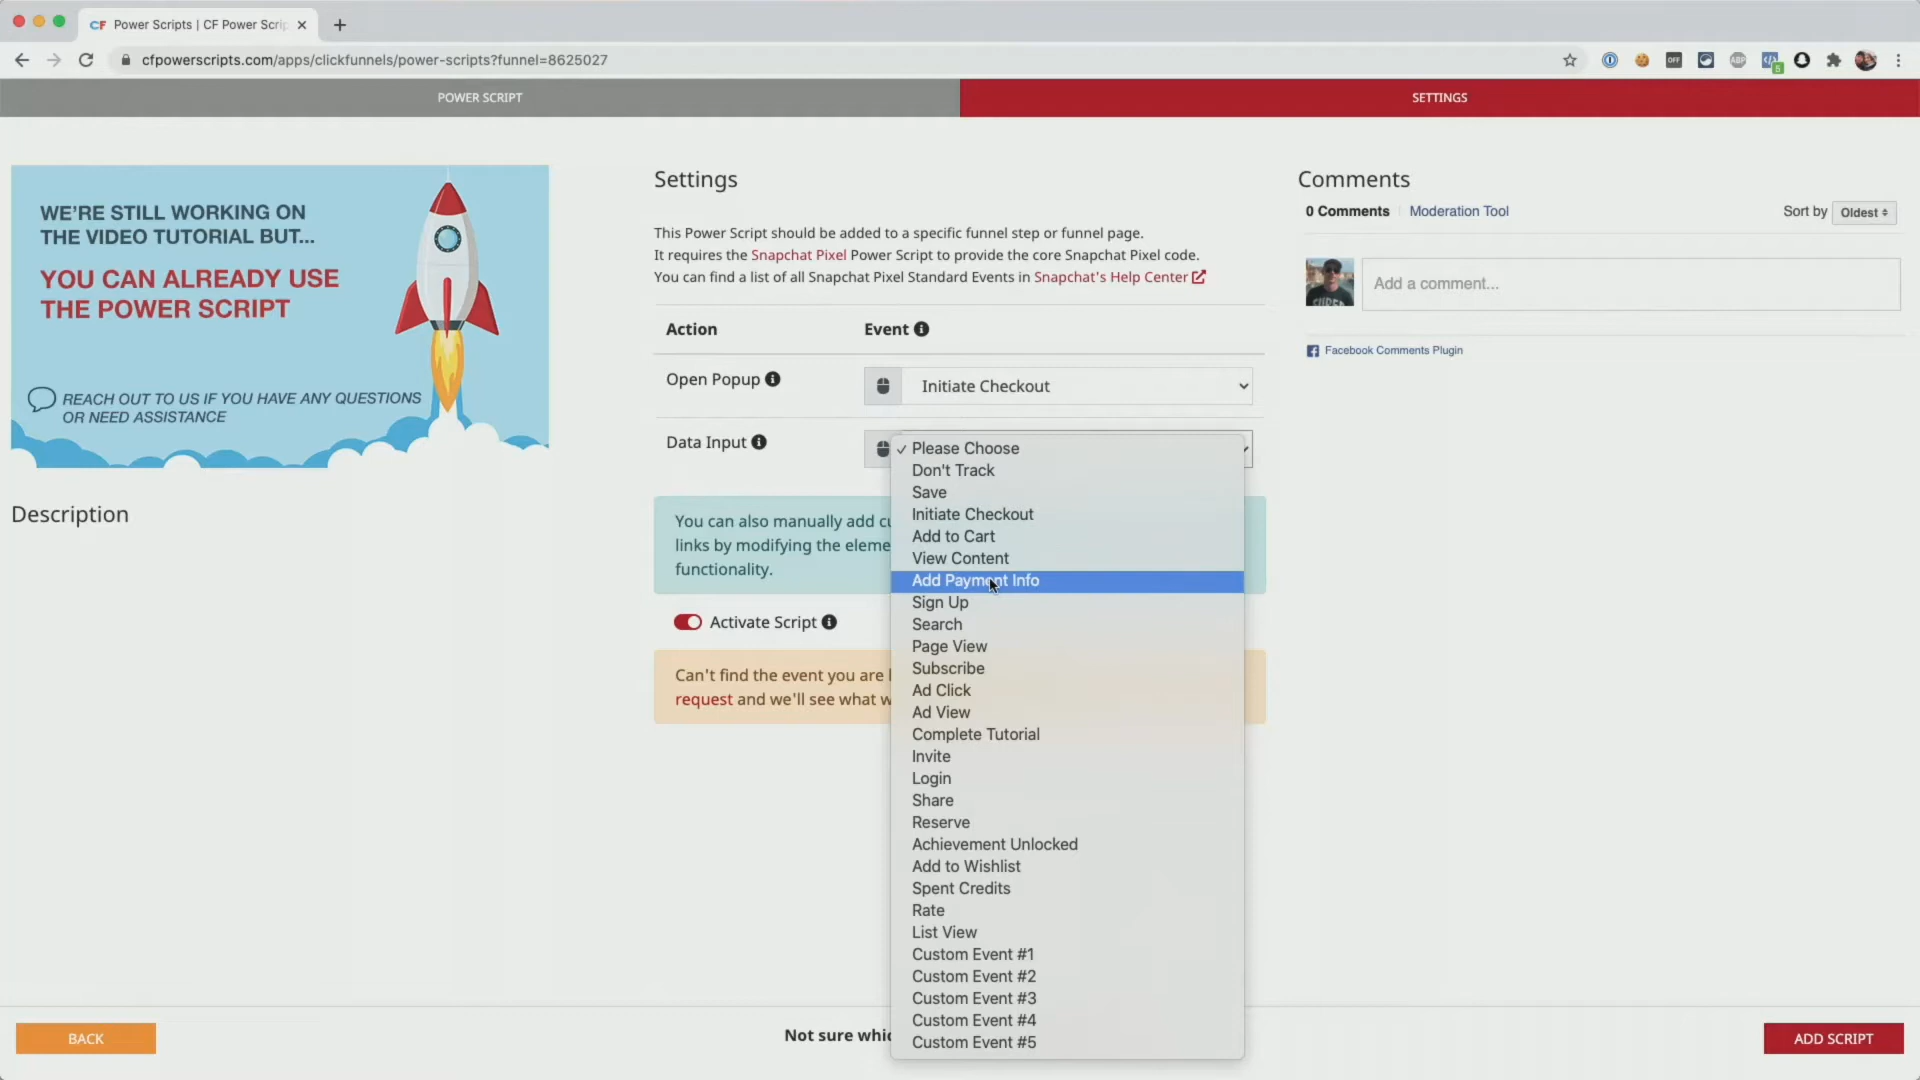 CF Power Scripts | CF Power Scrip
cfpowerscripts.com/apps/clickfunnels/power-scripts?funnel=8625027
OFF
ABP
5
POWER SCRIPT
SETTINGS
WE'RE STILL WORKING ON
THE VIDEO TUTORIAL BUT...
YOU CAN ALREADY USE
THE POWER SCRIPT
REACH OUT TO US IF YOU HAVE ANY QUESTIONS
OR NEED ASSISTANCE
Description
Settings
This Power Script should be added to a specific funnel step or funnel page.
It requires the Snapchat Pixel Power Script to provide the core Snapchat Pixel code.
You can find a list of all Snapchat Pixel Standard Events in Snapchat's Help Center
Action Event
Open Popup Initiate Checkout
Data Input
You can also manually add cu
links by modifying the eleme
functionality.
Activate Script
Can't find the event you are
request and we'll see what w
Please Choose
Don't Track
Save
Initiate Checkout
Add to Cart
View Content
Add Payment Info
Sign Up
Search
Page View
Subscribe
Ad Click
Ad View
Complete Tutorial
Invite
Login
Share
Reserve
Achievement Unlocked
Add to Wishlist
Spent Credits
Rate
List View
Custom Event #1
Custom Event #2
Custom Event #3
Custom Event #4
Custom Event #5
Comments
0 Comments Moderation Tool
Sort by Oldest
Add a comment...
Facebook Comments Plugin
BACK
Not sure whic
ADD SCRIPT